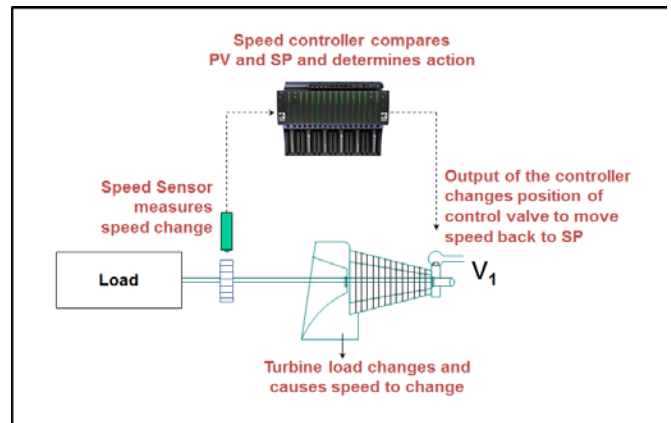 Speed controller compares
PV and SP and determines action
Speed Sensor
measures
speed change
Output of the controller
changes position of
control valve to move
speed back to SP
Load
V1
Turbine load changes and
causes speed to change